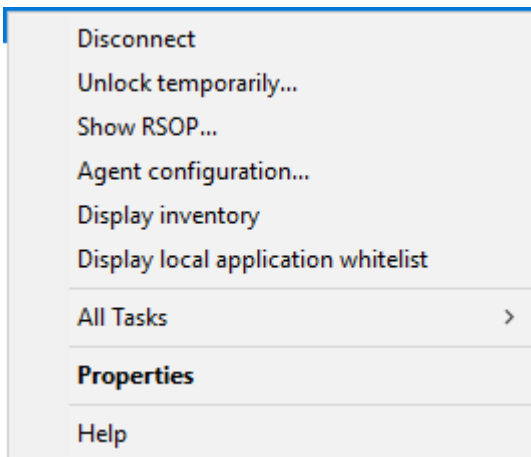 Disconnect
Unlock temporarily...
Show RSOP...
Agent configuration...
Display inventory
Display local application whitelist
All Tasks
Properties
Help